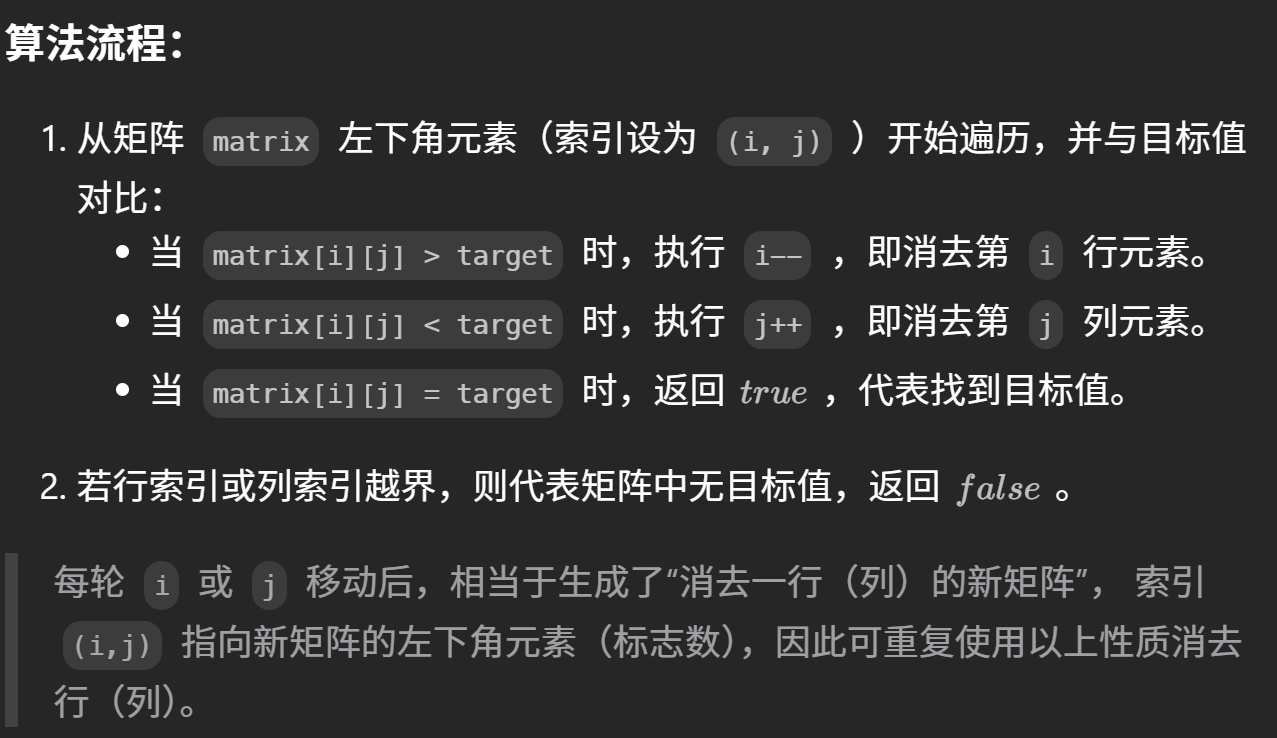 算法流程：
1. 从矩阵 matrix 左下角元素（索引设为 (i, j) ）开始遍历，并与目标值
对比：
• 当 matrix[i][j] > target 时，执行 i-- ，即消去第 i 行元素。
• 当 matrix[i][j] < target 时，执行 j++ ，即消去第 j 列元素。
• 当 matrix[i][j] = target 时，返回 true ，代表找到目标值。
2. 若行索引或列索引越界，则代表矩阵中无目标值，返回 false 。
每轮 i 或 j 移动后，相当于生成了“消去一行（列）的新矩阵”， 索引
(i,j) 指向新矩阵的左下角元素（标志数），因此可重复使用以上性质消去
行（列）。